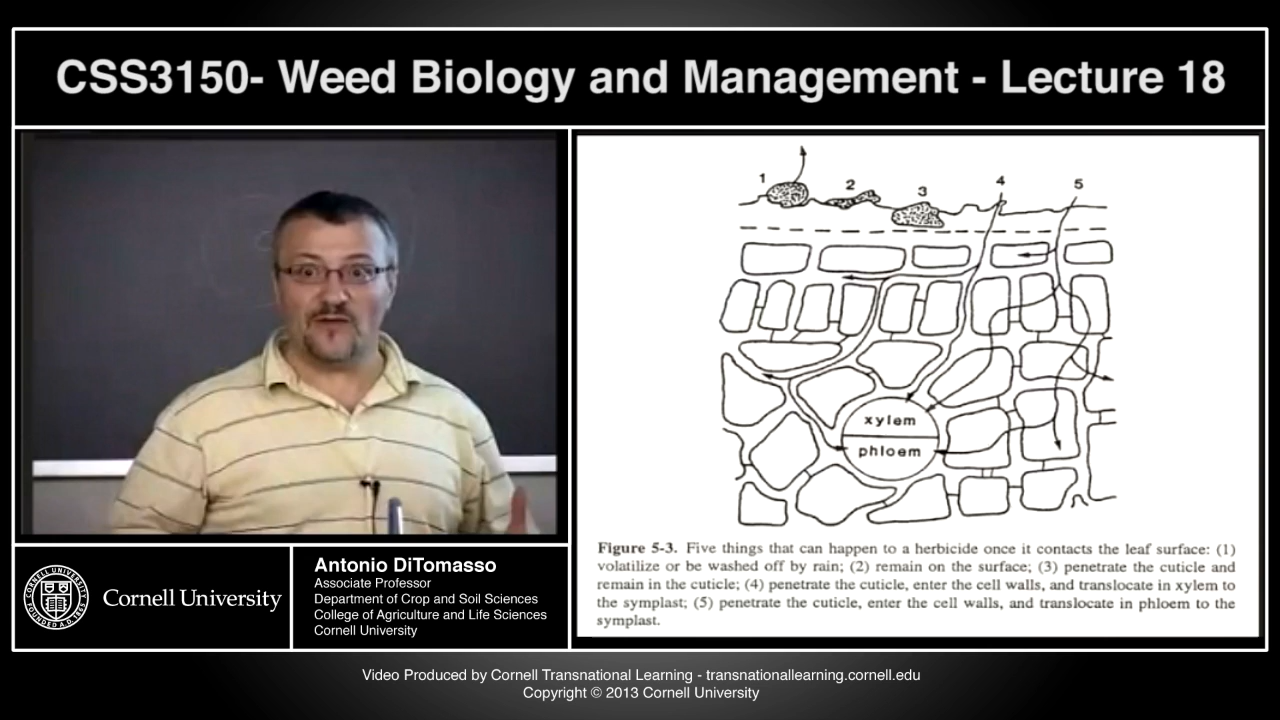 CSS3150- Weed Biology and Management - Lecture 18
1
2
3
4
5
xylem
phloem
Figure 5-3. Five things that can happen to a herbicide once it contacts the leaf surface: (1)
volatilize or be washed off by rain; (2) remain on the surface; (3) penetrate the cuticle and
remain in the cuticle; (4) penetrate the cuticle, enter the cell walls, and translocate in xylem to
the symplast; (5) penetrate the cuticle, enter the cell walls, and translocate in phloem to the
symplast.
Cornell University
Antonio DiTomasso
Associate Professor
Department of Crop and Soil Sciences
College of Agriculture and Life Sciences
Cornell University
Video Produced by Cornell Transnational Learning - transnationallearning.cornell.edu
Copyright © 2013 Cornell University